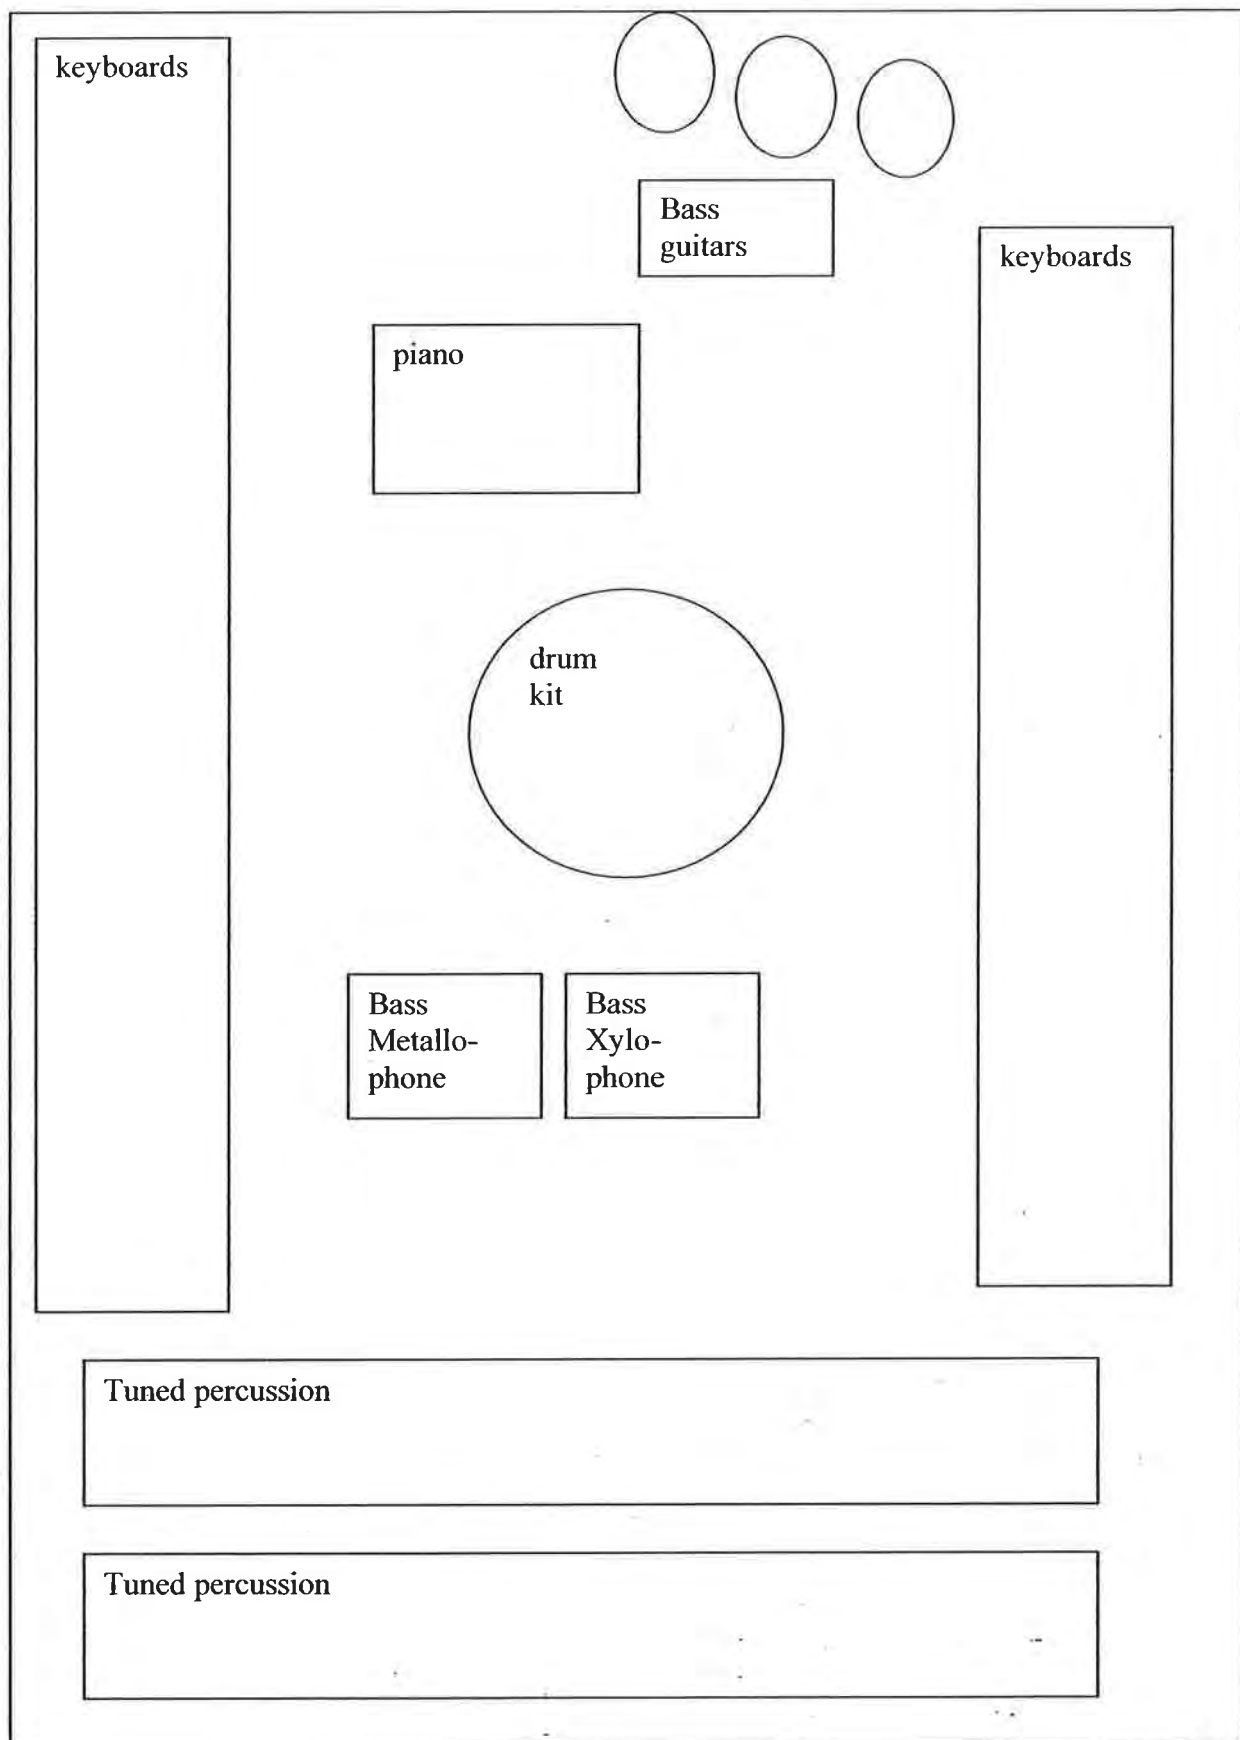 keyboards
Bass
guitars
keyboards
piano
drum
kit
Bass
Metallo-
phone
Bass
Xylo-
phone
Tuned percussion
Tuned percussion